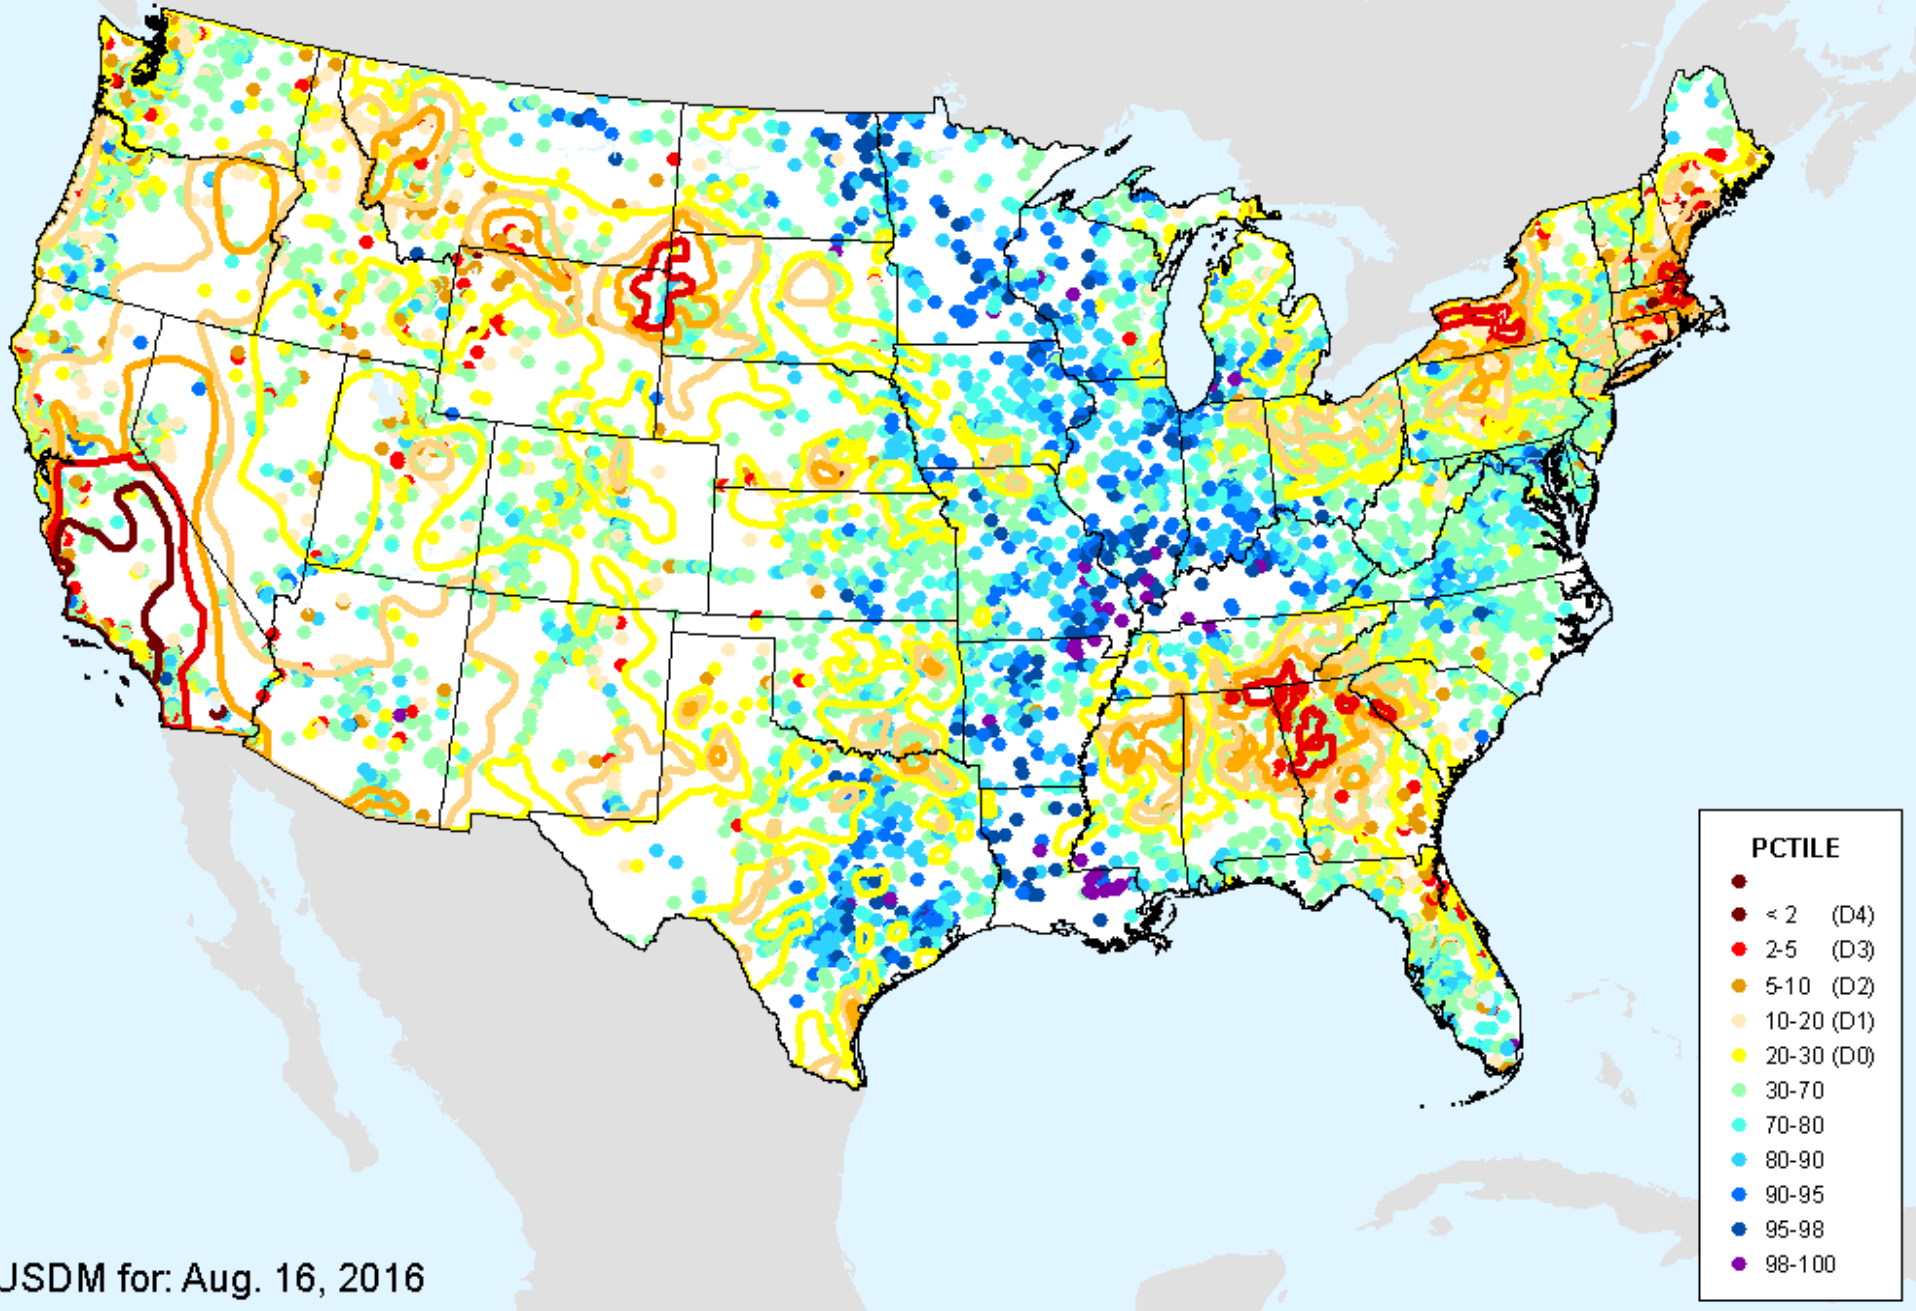 PCTILE
< 2 (D4)
2-5 (D3)
5-10 (D2)
10-20 (D1)
20-30 (D0)
30-70
70-80
80-90
90-95
95-98
98-100
USDM for: Aug. 16, 2016